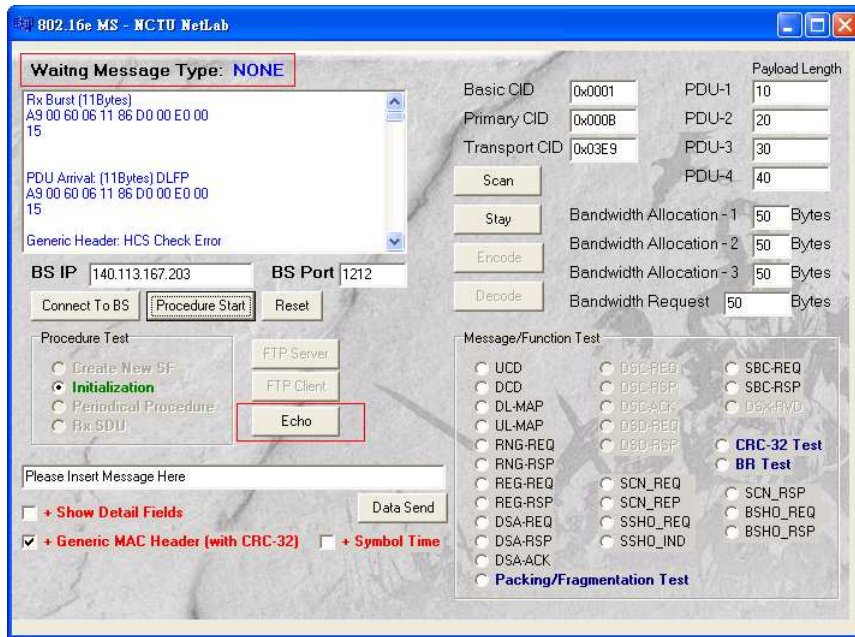 802.16e MS - NCTU NetLab
Waitng Message Type: NONE
Rx Burst (11Bytes)
A9 00 60 06 11 86 D0 00 E0 00
15
PDU Arrival: (11Bytes) DLFP
A9 00 60 06 11 86 D0 00 E0 00
15
Generic Header: HCS Check Error
BS IP 140.113.167.203 BS Port 1212
Connect To BS Procedure Start Reset
Procedure Test
Create New SF
Initialization
Periodical Procedure
Rx SDU
FTP Server
FTP Client
Echo
Please Insert Message Here
+ Show Detail Fields
Data Send
+ Generic MAC Header (with CRC-32) + Symbol Time
Payload Length
Basic CID 0x0001 PDU-1 10
Primary CID 0x000B PDU-2 20
Transport CID 0x03E9 PDU-3 30
PDU-4 40
Scan
Stay
Encode
Decode
Bandwidth Allocation - 1 50 Bytes
Bandwidth Allocation - 2 50 Bytes
Bandwidth Allocation - 3 50 Bytes
Bandwidth Request 50 Bytes
Message/Function Test
UCD
DCD
DL-MAP
UL-MAP
RNG-REQ
RNG-RSP
REG-REQ
REG-RSP
DSA-REQ
DSA-RSP
DSA-ACK
Packing/Fragmentation Test
DSC-REQ
DSC-RSP
DSC-ACK
DSD-REQ
DSD-RSP
SCN_REQ
SCN_REP
SSHO_REQ
SSHO_IND
SBC-REQ
SBC-RSP
DSX-RVD
CRC-32 Test
BR Test
SCN_RSP
BSHO_REQ
BSHO_RSP